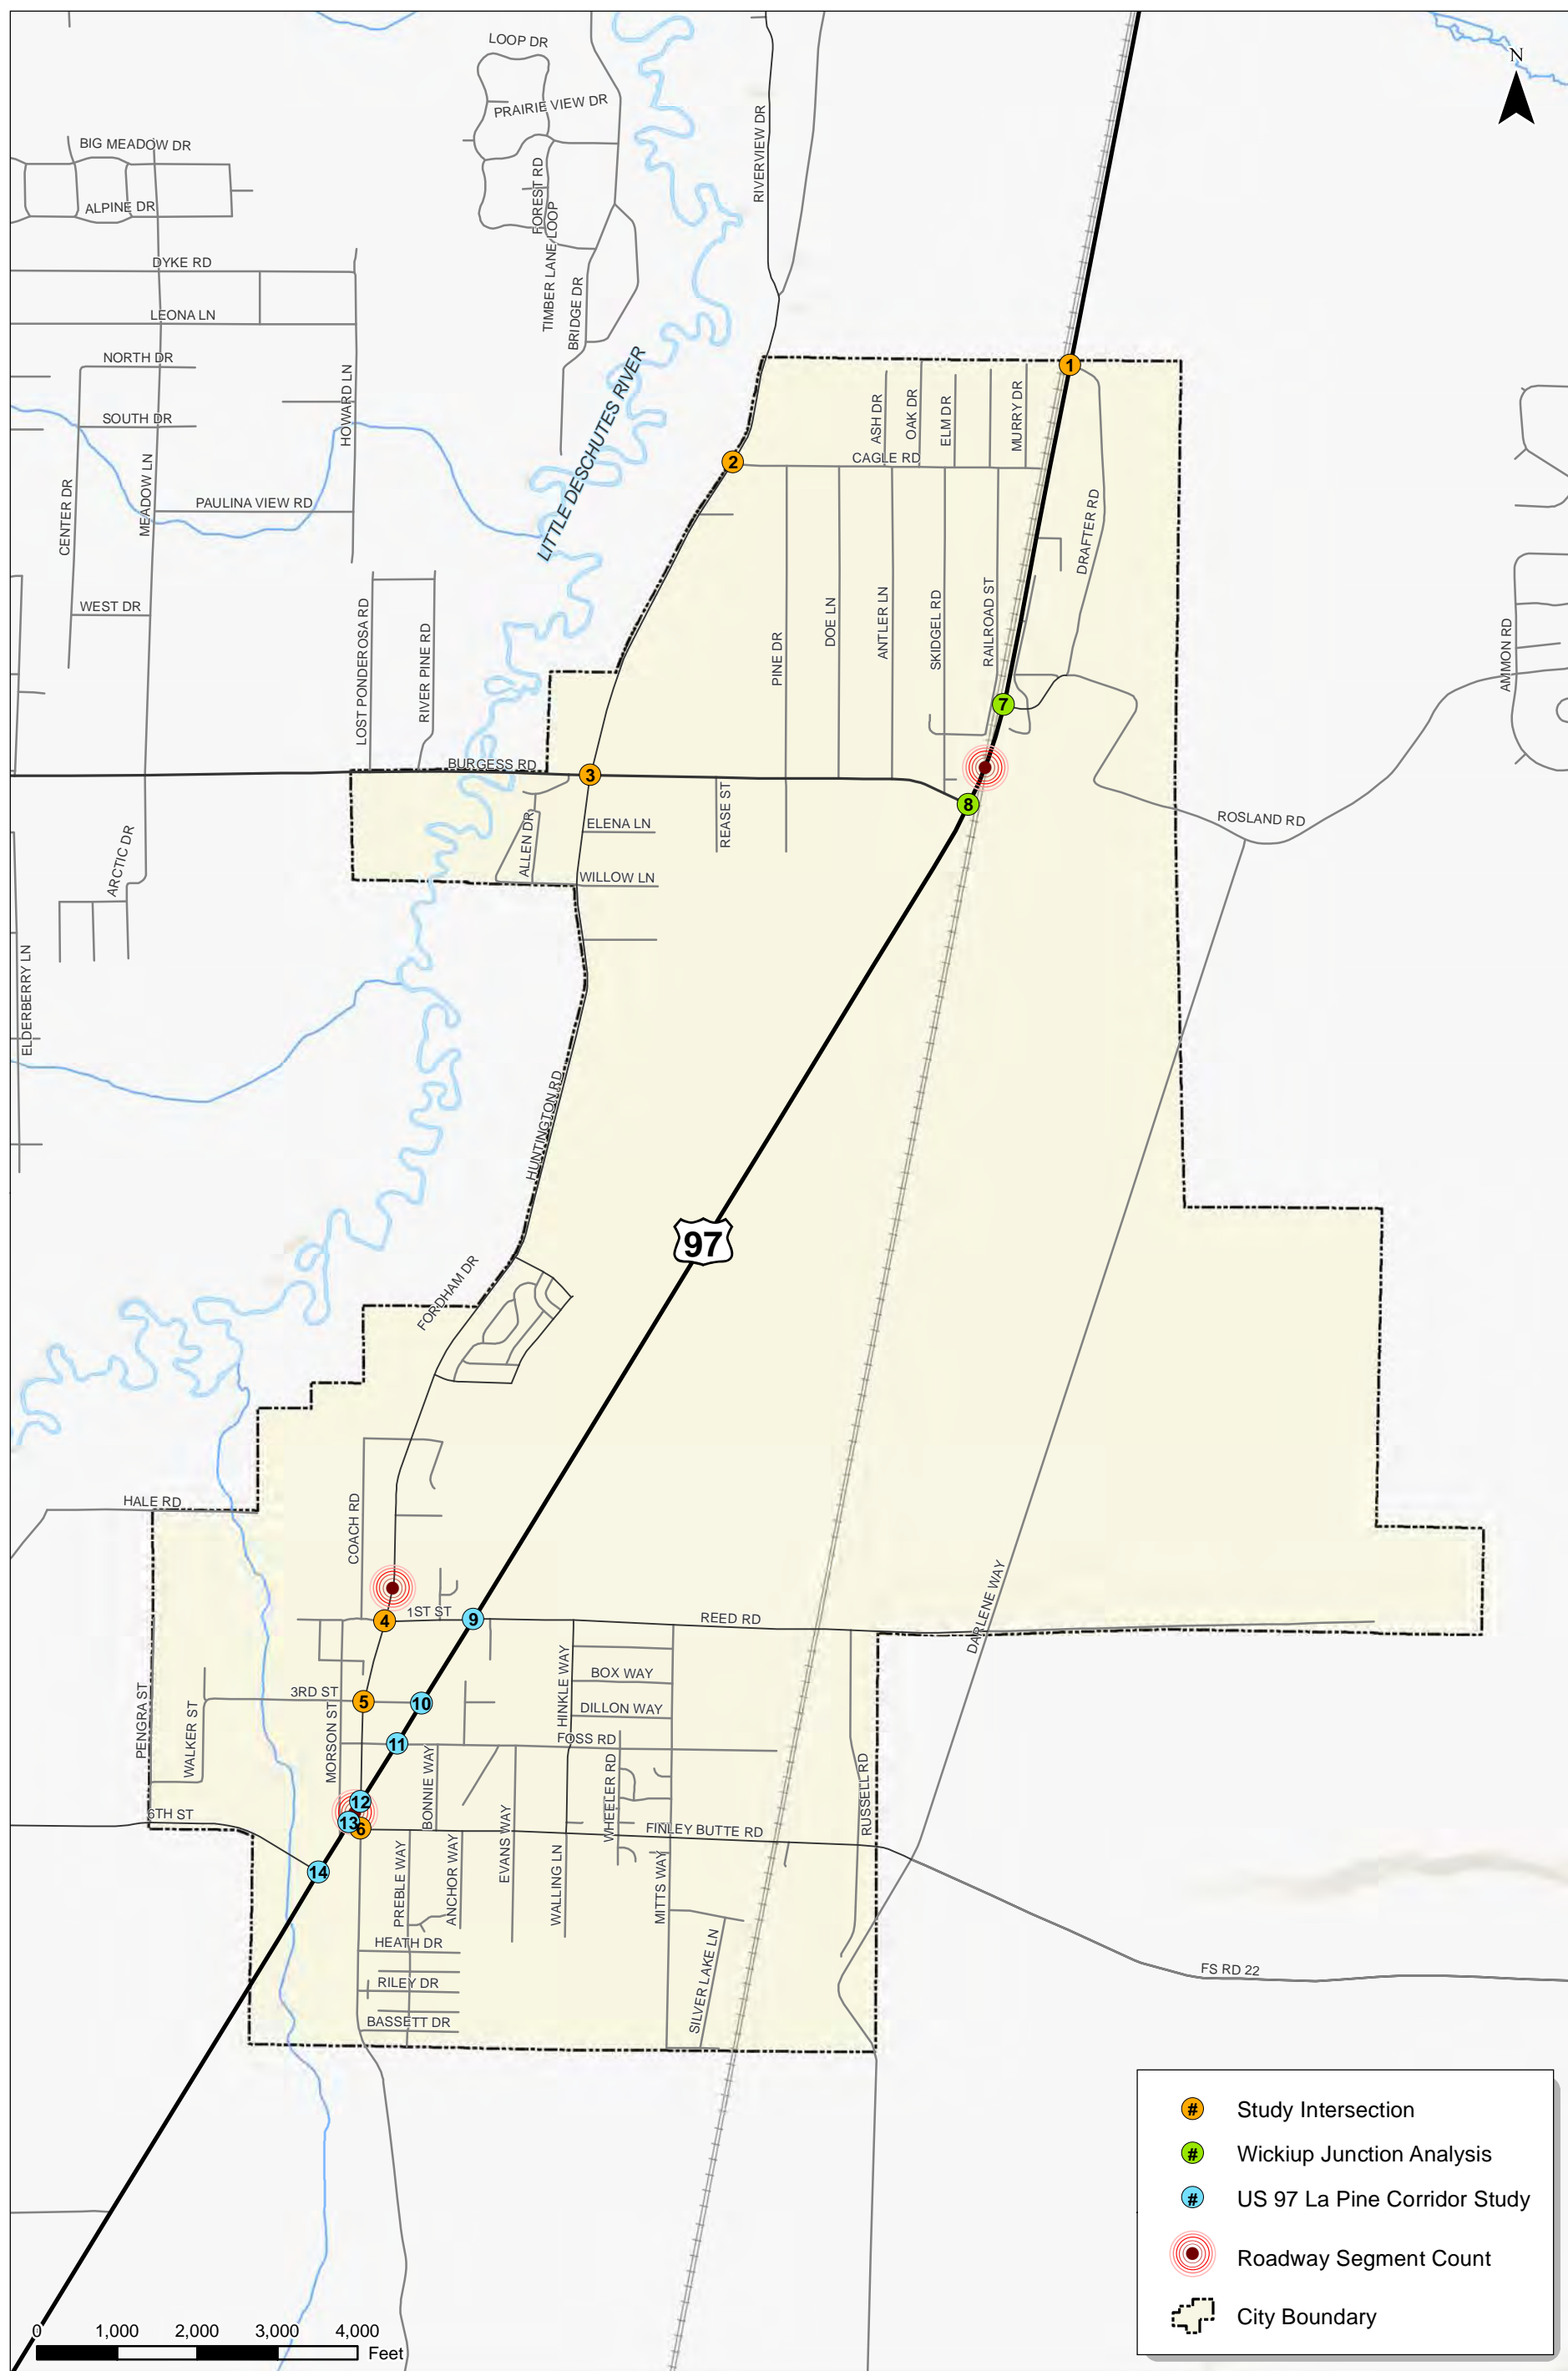 LOOP DR
N
PRAIRIE VIEW DR
RIVERVIEW DR
BIG MEADOW DR
FOREST RD
ALPINE DR
TIMBER LANE LOOP
DYKE RD
BRIDGE DR
LEONA LN
NORTH DR
LITTLE DESCHUTES RIVER
HOWARD LN
1
ASH DR
OAK DR
ELM DR
MURRY DR
SOUTH DR
CAGLE RD
2
MEADOW LN
CENTER DR
PAULINA VIEW RD
DRAFTER RD
WEST DR
LOST PONDEROSA RD
RIVER PINE RD
PINE DR
DOE LN
ANTLER LN
SKIDGEL RD
RAILROAD ST
AMMON RD
7
BURGESS RD
3
8
ELENA LN
REASE ST
ROSLAND RD
ALLEN DR
ARCTIC DR
WILLOW LN
ELDERBERRY LN
HUNTINGTON RD
97
FORDHAM DR
HALE RD
COACH RD
DARLENE WAY
1ST ST
4
9
REED RD
PENGRA ST
WALKER ST
3RD ST
5
10
MORSON ST
HINKLE WAY
BOX WAY
DILLON WAY
11
FOSS RD
BONNIE WAY
WHEELER RD
RUSSELL RD
12
6TH ST
13
6
FINLEY BUTTE RD
EVANS WAY
14
PREBLE WAY
ANCHOR WAY
WALLING LN
MITTS WAY
HEATH DR
SILVER LAKE LN
FS RD 22
RILEY DR
BASSETT DR
# Study Intersection
# Wickiup Junction Analysis
# US 97 La Pine Corridor Study
Roadway Segment Count
City Boundary
0 1,000 2,000 3,000 4,000
Feet